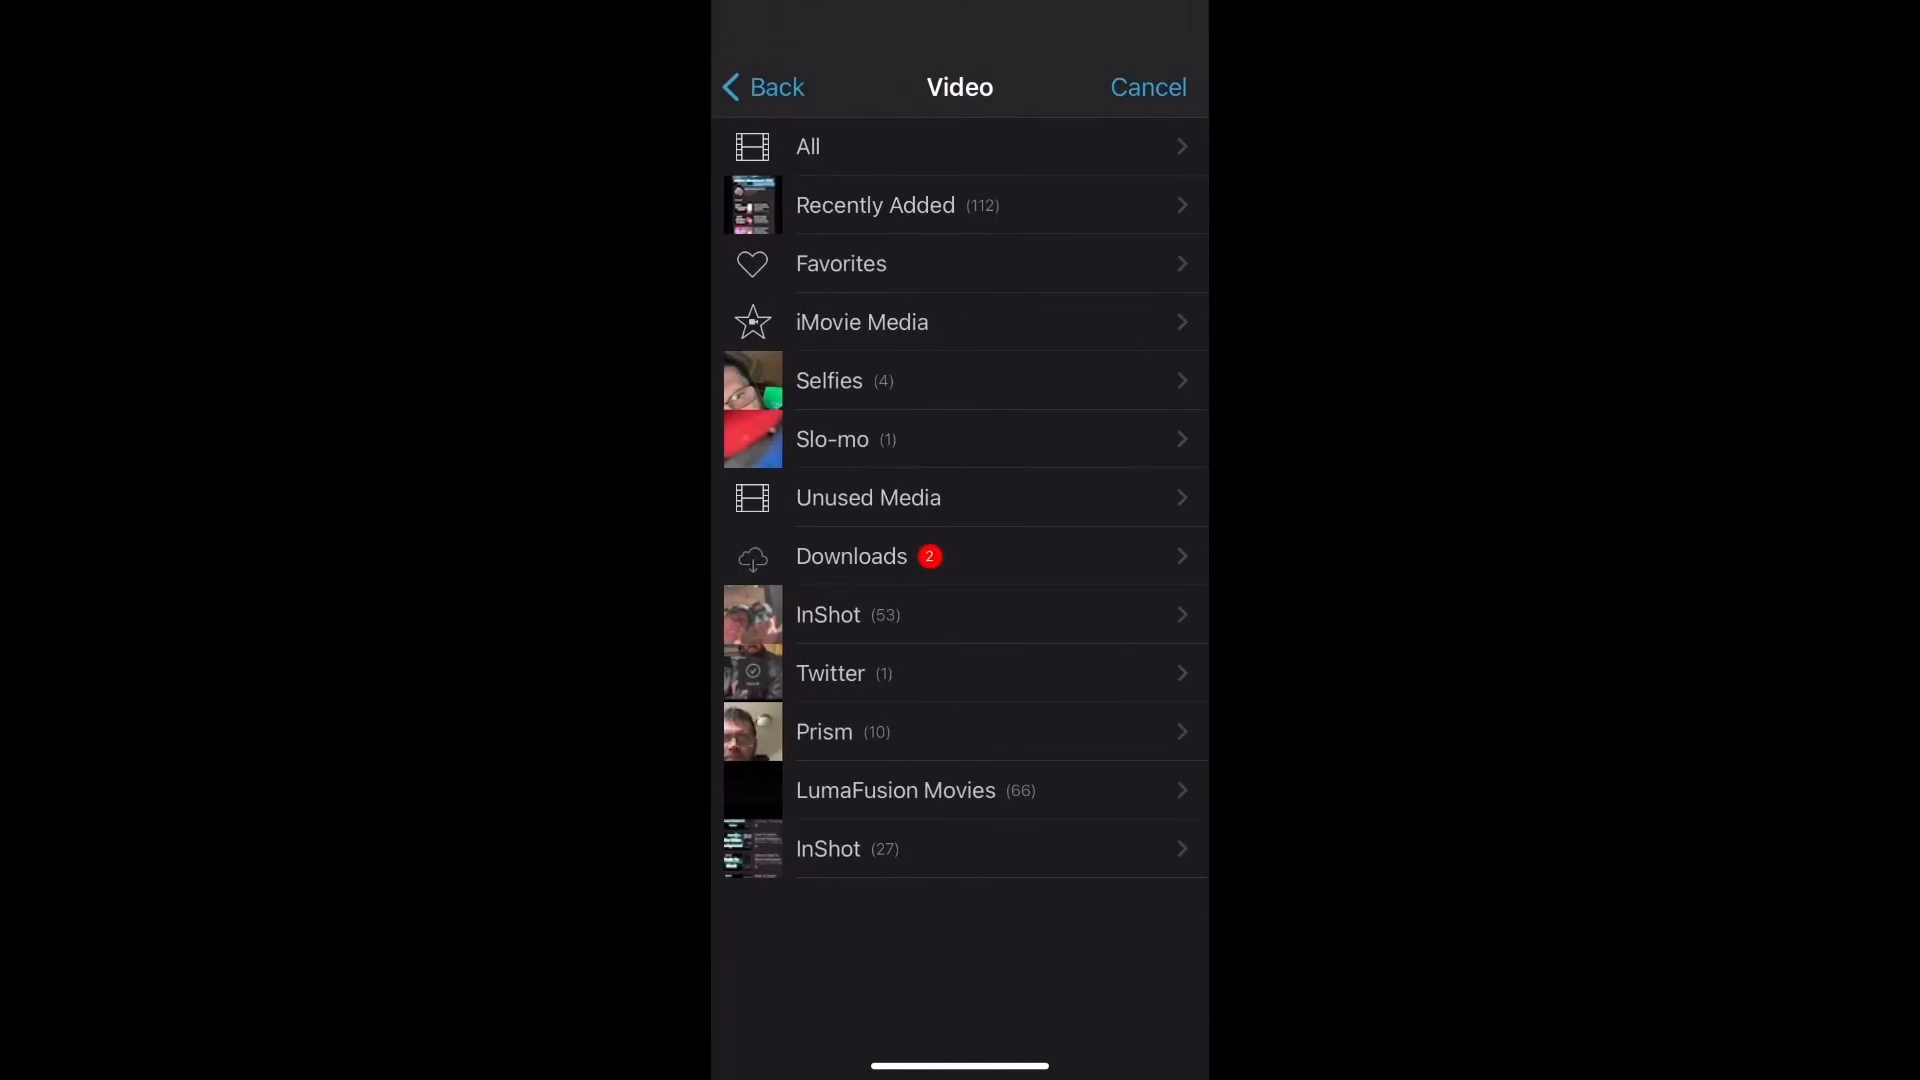 Back Video Cancel
All
Recently Added (112)
Favorites
iMovie Media
Selfies (4)
Slo-mo (1)
Unused Media
Downloads 2
InShot (53)
Twitter (1)
Prism (10)
LumaFusion Movies (66)
InShot (27)